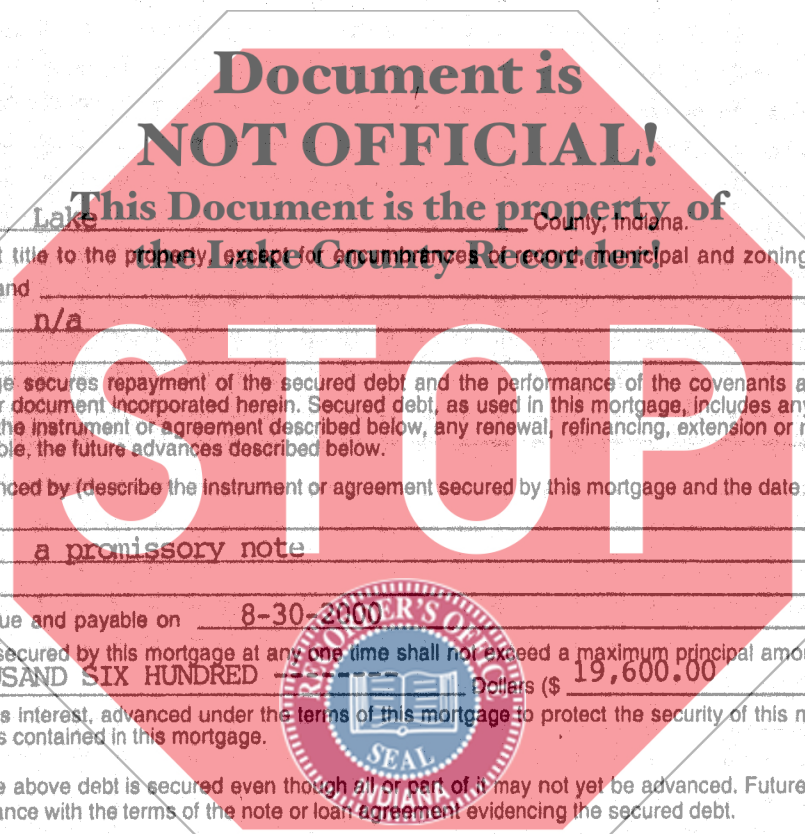 Document is
NOT OFFICIAL!
This Document is the property of
the Lake County Recorder!
Lake County, Indiana.
title to the property, except for encumbrances of record, municipal and zoning
and
n/a
STOP
secures repayment of the secured debt and the performance of the covenants
document incorporated herein. Secured debt, as used in this mortgage, includes
the instrument or agreement described below, any renewal, refinancing, extension or
the future advances described below.
by (describe the instrument or agreement secured by this mortgage and the date
a promissory note
and payable on 8-30-2000
secured by this mortgage at any one time shall not exceed a maximum principal
SIX HUNDRED -------- Dollars ($ 19,600.00
interest, advanced under the terms of this mortgage to protect the security of this
contained in this mortgage.
RECORDER'S OFFICE
SEAL
INDIANA
above debt is secured even though all or part of it may not yet be advanced. Future
with the terms of the note or loan agreement evidencing the secured debt.